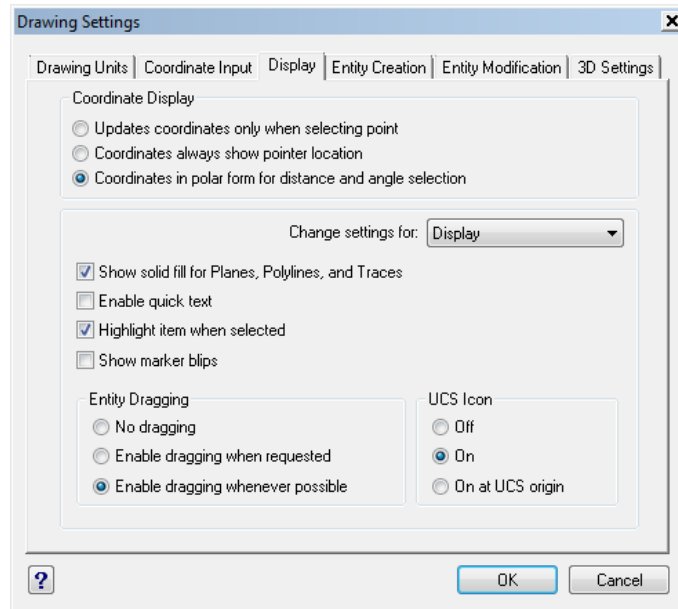 Drawing Settings
Drawing Units Coordinate Input Display Entity Creation Entity Modification 3D Settings
Coordinate Display
Updates coordinates only when selecting point
Coordinates always show pointer location
Coordinates in polar form for distance and angle selection
Change settings for: Display
Show solid fill for Planes, Polylines, and Traces
Enable quick text
Highlight item when selected
Show marker blips
Entity Dragging UCS Icon
No dragging Off
Enable dragging when requested On
Enable dragging whenever possible On at UCS origin
? OK Cancel